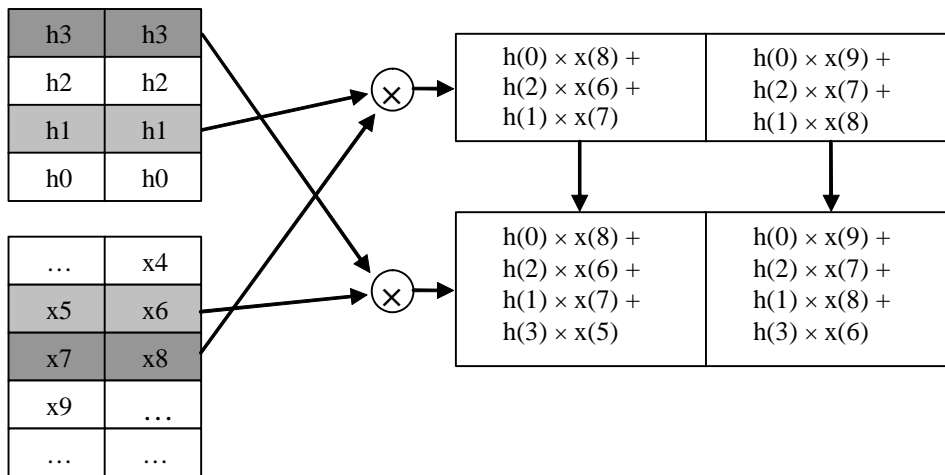 h3 h3
h2 h2
h1 h1
h0 h0
… x4
x5 x6
x7 x8
x9 …
… …
×
×
h(0) × x(8) +
h(2) × x(6) +
h(1) × x(7)
h(0) × x(9) +
h(2) × x(7) +
h(1) × x(8)
h(0) × x(8) +
h(2) × x(6) +
h(1) × x(7) +
h(3) × x(5)
h(0) × x(9) +
h(2) × x(7) +
h(1) × x(8) +
h(3) × x(6)